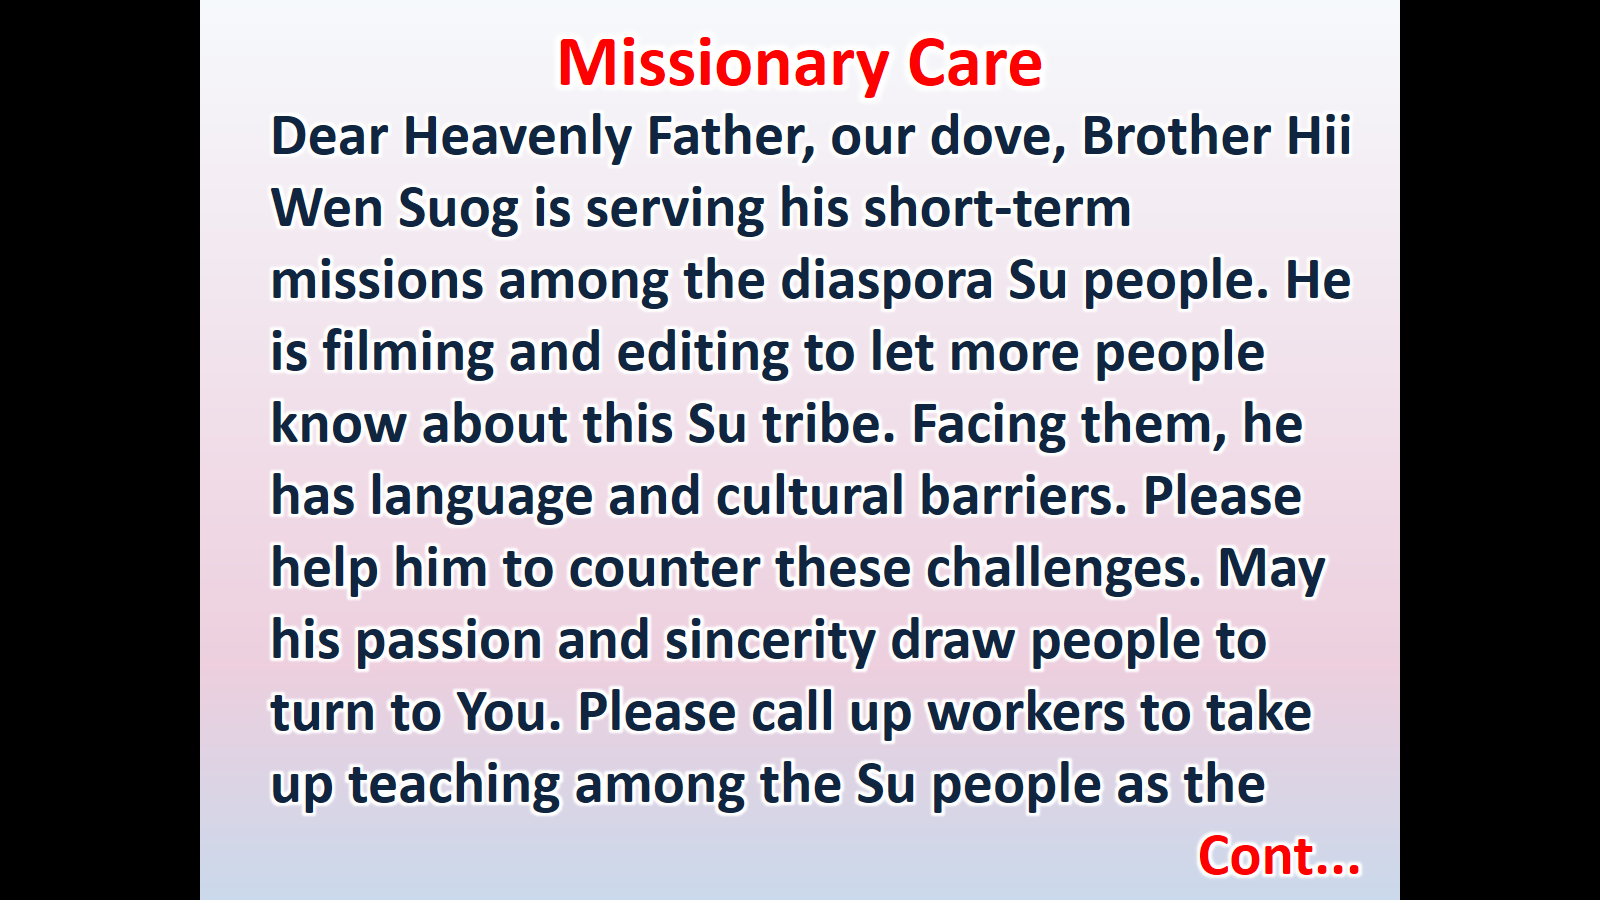 Missionary Care
Dear Heavenly Father, our dove, Brother Hii
Wen Suog is serving his short-term
missions among the diaspora Su people. He
is filming and editing to let more people
know about this Su tribe. Facing them, he
has language and cultural barriers. Please
help him to counter these challenges. May
his passion and sincerity draw people to
turn to You. Please call up workers to take
up teaching among the Su people as the
Cont...